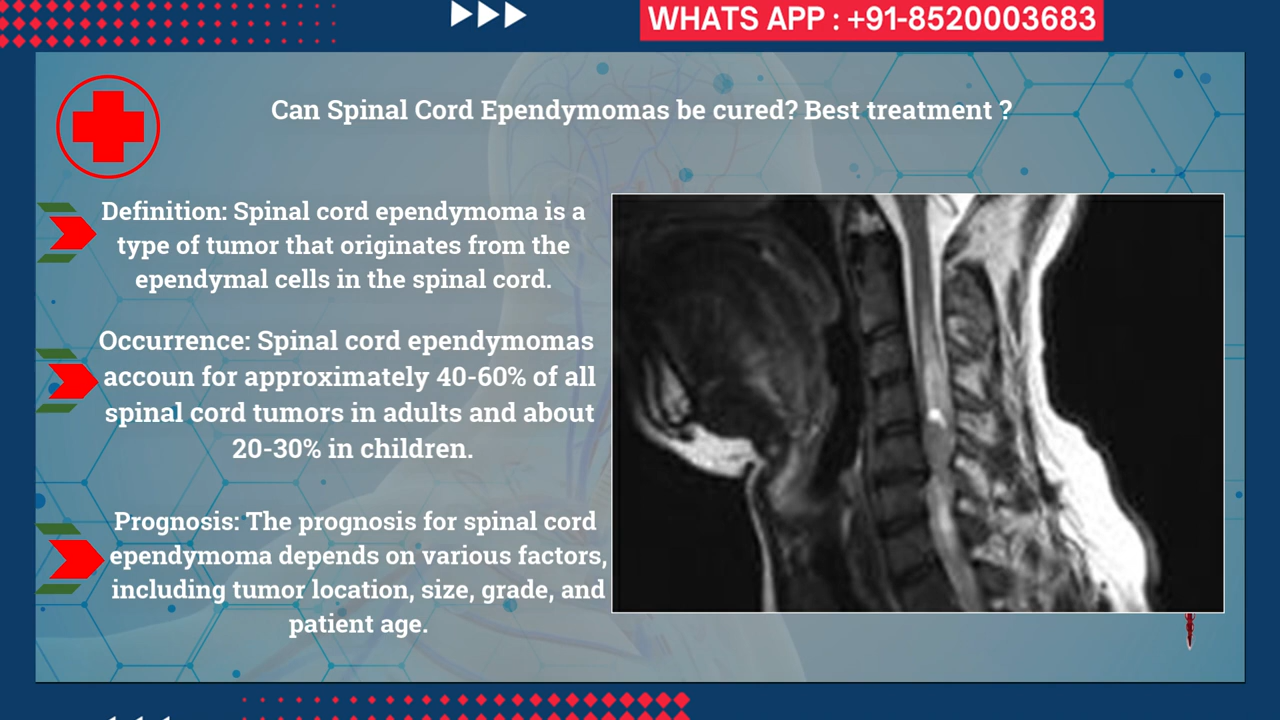 WHATS APP : +91-8520003683
Can Spinal Cord Ependymomas be cured? Best treatment ?
Definition: Spinal cord ependymoma is a
type of tumor that originates from the
ependymal cells in the spinal cord.
Occurrence: Spinal cord ependymomas
accoun for approximately 40-60% of all
spinal cord tumors in adults and about
20-30% in children.
Prognosis: The prognosis for spinal cord
ependymoma depends on various factors,
including tumor location, size, grade, and
patient age.